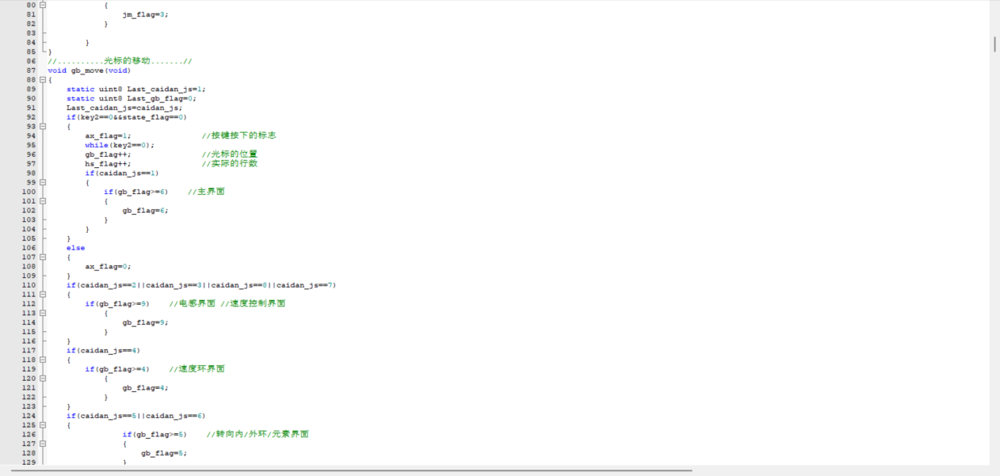 80 {
81 jm_flag=3;
82 }
83
84 }
85 }
86 //..........光标的移动.......//
87 void gb_move(void)
88 {
89 static uint8 Last_caidan_js=1;
90 static uint8 Last_gb_flag=0;
91 Last_caidan_js=caidan_js;
92 if(key2==0&&state_flag==0)
93 {
94 ax_flag=1; //按键按下的标志
95 while(key2==0);
96 gb_flag++; //光标的位置
97 hs_flag++; //实际的行数
98 if(caidan_js==1)
99 {
100 if(gb_flag>=6) //主界面
101 {
102 gb_flag=6;
103 }
104 }
105 }
106 else
107 {
108 ax_flag=0;
109 }
110 if(caidan_js==2||caidan_js==3||caidan_js==8||caidan_js==7)
111 {
112 if(gb_flag>=9) //电感界面 //速度控制界面
113 {
114 gb_flag=9;
115 }
116 }
117 if(caidan_js==4)
118 {
119 if(gb_flag>=4) //速度环界面
120 {
121 gb_flag=4;
122 }
123 }
124 if(caidan_js==5||caidan_js==6)
125 {
126 if(gb_flag>=5) //转向内/外环/元素界面
127 {
128 gb_flag=5;
129 }